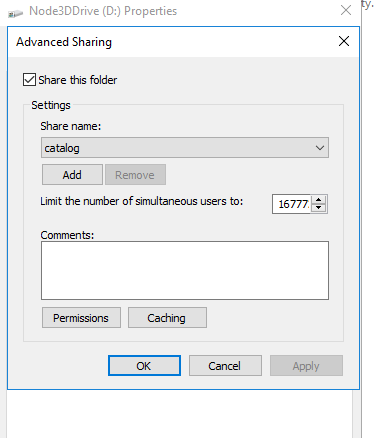 Node3DDrive (D:) Properties
ty.
Advanced Sharing
Share this folder
Settings
Share name:
catalog
Add
Remove
Limit the number of simultaneous users to:
16777
Comments:
Permissions
Caching
OK
Cancel
Apply